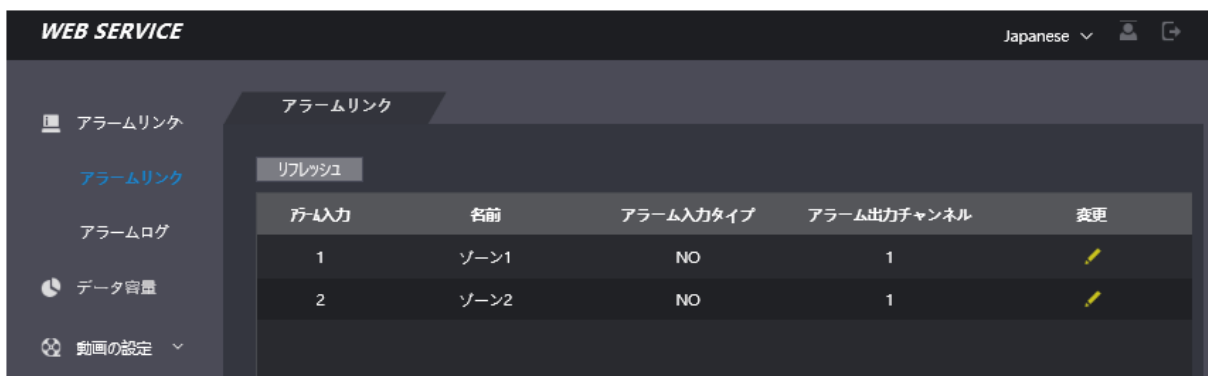 WEB SERVICE
Japanese
アラームリンク
アラームリンク
アラームログ
データ容量
動画の設定
アラームリンク
リフレッシュ
アラーム入力 名前 アラーム入力タイプ アラーム出力チャンネル 変更
1 ゾーン1 NO 1
2 ゾーン2 NO 1